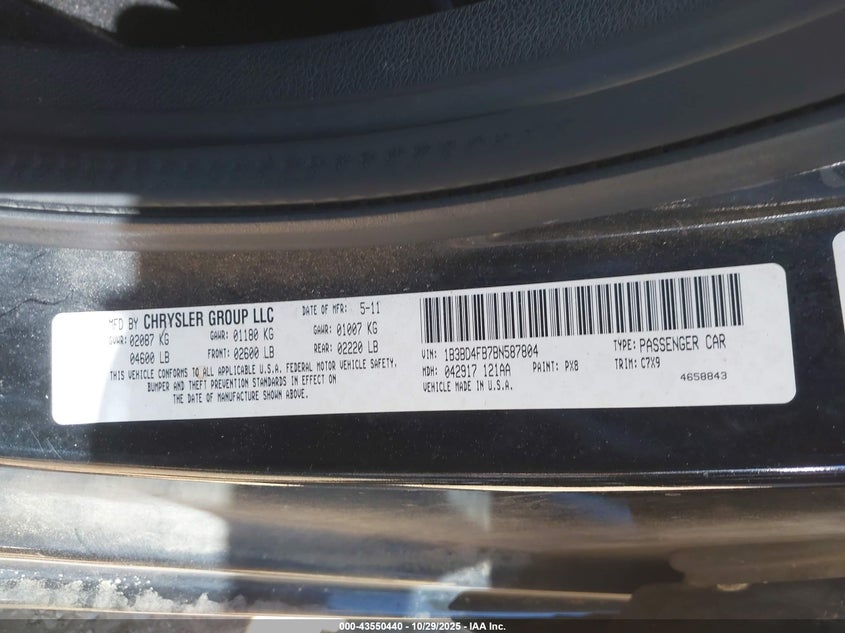 MFD BY CHRYSLER GROUP LLC DATE OF MFR: 5-11
GVWR: 02087 KG GAWR: 01180 KG GAWR: 01007 KG
04600 LB FRONT: 02600 LB REAR: 02220 LB
THIS VEHICLE CONFORMS TO ALL APPLICABLE U.S.A. FEDERAL MOTOR VEHICLE SAFETY,
BUMPER AND THEFT PREVENTION STANDARDS IN EFFECT ON
THE DATE OF MANUFACTURE SHOWN ABOVE.
VIN: 1B3BD4FB7BN587804 TYPE: PASSENGER CAR
MDH: 042917 121AA PAINT: PX8 TRIM: C7X9
VEHICLE MADE IN U.S.A. 4658843
000-43550440 - 10/29/2025 - IAA Inc.